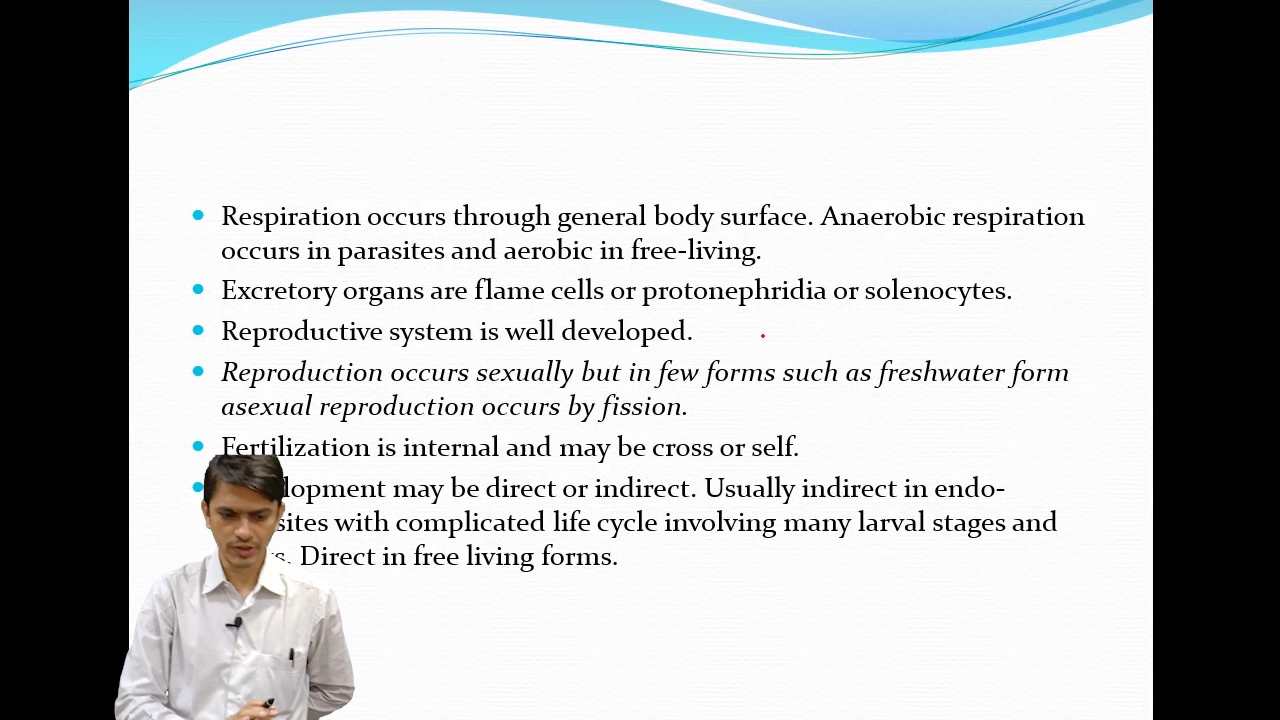 Respiration occurs through general body surface. Anaerobic respiration
occurs in parasites and aerobic in free-living.
Excretory organs are flame cells or protonephridia or solenocytes.
Reproductive system is well developed.
Reproduction occurs sexually but in few forms such as freshwater form
asexual reproduction occurs by fission.
Fertilization is internal and may be cross or self.
lopment may be direct or indirect. Usually indirect in endo-
sites with complicated life cycle involving many larval stages and
s. Direct in free living forms.